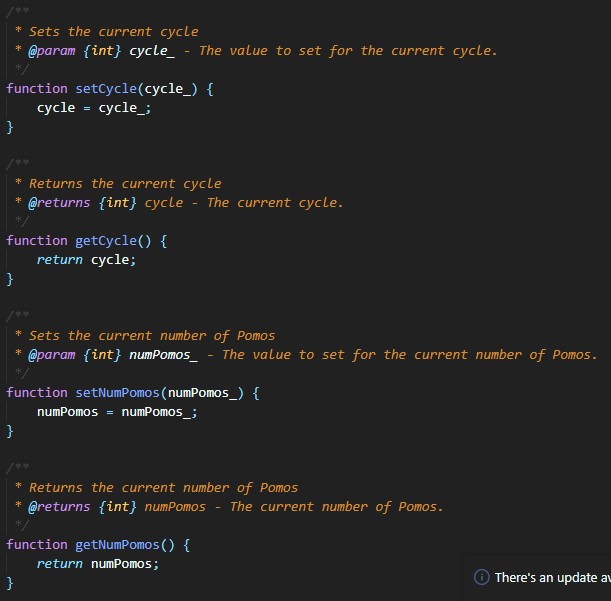 /**
 * Sets the current cycle
 * @param {int} cycle_ - The value to set for the current cycle.
 */
function setCycle(cycle_) {
    cycle = cycle_;
}

/**
 * Returns the current cycle
 * @returns {int} cycle - The current cycle.
 */
function getCycle() {
    return cycle;
}

/**
 * Sets the current number of Pomos
 * @param {int} numPomos_ - The value to set for the current number of Pomos.
 */
function setNumPomos(numPomos_) {
    numPomos = numPomos_;
}

/**
 * Returns the current number of Pomos
 * @returns {int} numPomos - The current number of Pomos.
 */
function getNumPomos() {
    return numPomos;
}
There's an update av